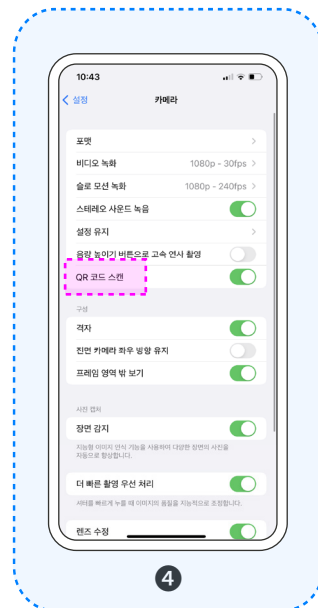 10:43
설정
카메라
포맷
비디오 녹화 1080p - 30fps
슬로 모션 녹화 1080p - 240fps
스테레오 사운드 녹음
설정 유지
음량 높이기 버튼으로 고속 연사 촬영
QR 코드 스캔
구성
격자
전면 카메라 좌우 방향 유지
프레임 영역 밖 보기
사진 캡처
장면 감지
지능형 이미지 인식 기능을 사용하여 다양한 장면의 사진을
자동으로 향상합니다.
더 빠른 촬영 우선 처리
셔터를 빠르게 누를 때 이미지의 품질을 지능적으로 조정합니다.
렌즈 수정
4